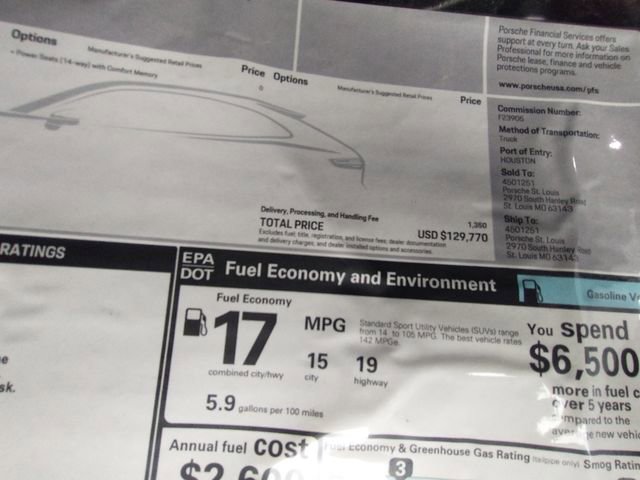 Options
Manufacturer's Suggested Retail Prices
Price
• Power Seats (14-way) with Comfort Memory
0
Options
Manufacturer's Suggested Retail Prices
Price
Delivery, Processing, and Handling Fee
1,350
TOTAL PRICE
USD $129,770
Excludes fuel, title, registration, and license fees, dealer documentation
and delivery charges, and dealer installed options and accessories.
Porsche Financial Services offers
support at every turn. Ask your Sales
Professional for more information on
Porsche lease, finance and vehicle
protections programs.
www.porscheusa.com/pfs
Commission Number:
F23905
Method of Transportation:
Truck
Port of Entry:
HOUSTON
Sold To:
4501251
Porsche St. Louis
2970 South Hanley Road
St. Louis MO 63143
Ship To:
4501251
Porsche St. Louis
2970 South Hanley Road
St. Louis MO 63143
RATINGS
sk.
EPA
DOT
Fuel Economy and Environment
Gasoline
Fuel Economy
17 MPG
combined city/hwy
15
city
19
highway
5.9 gallons per 100 miles
Standard Sport Utility Vehicles (SUVs) range
from 14 to 105 MPG. The best vehicle rates
142 MPGe.
You spend
$6,500
more in fuel
over 5 years
compared to the
average new
Annual fuel cost
Fuel Economy & Greenhouse Gas Rating (tailpipe only)
Smog
3